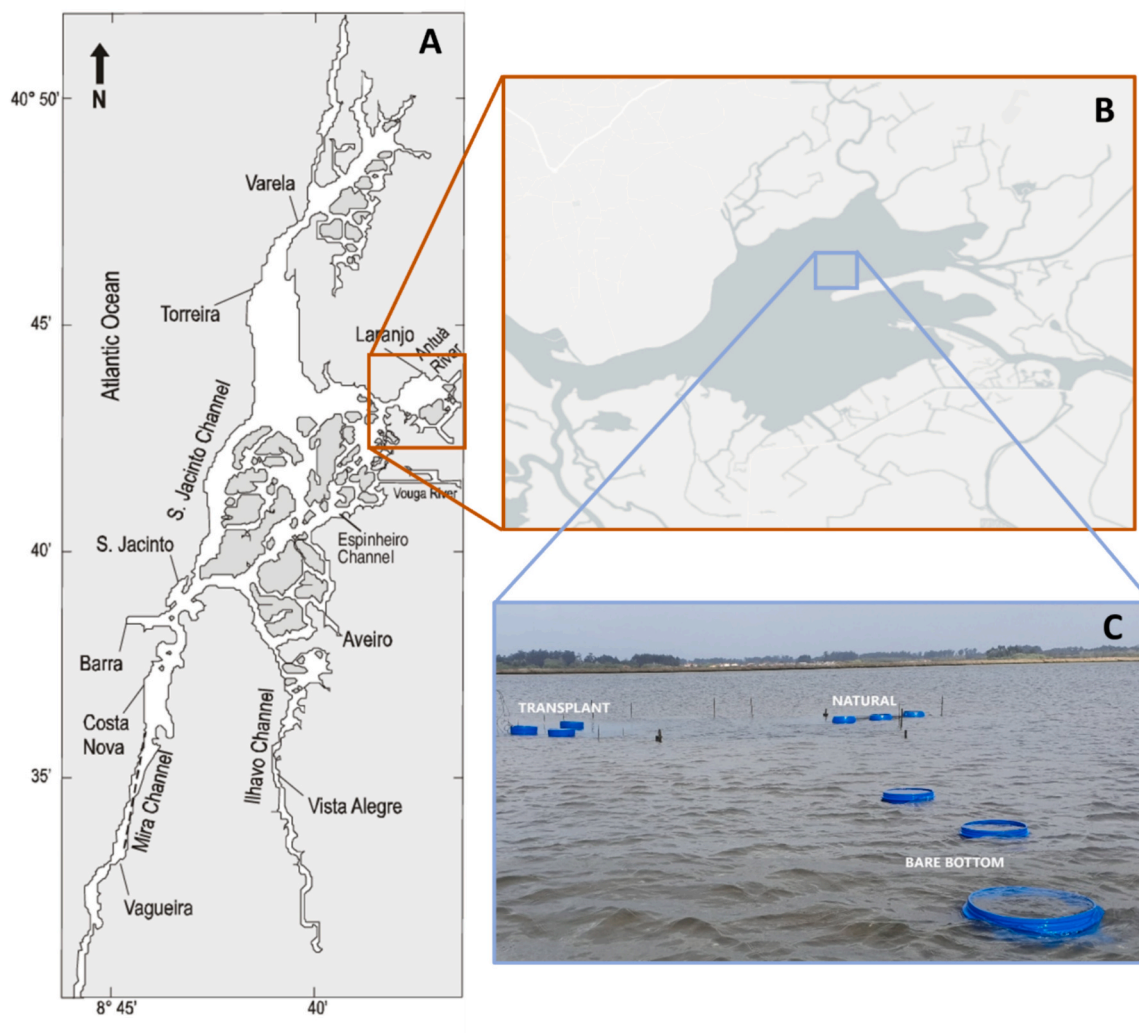 A
N
40° 50'
Varela
Atlantic Ocean
Torreira
45'
Laranjo
Antuà
River
S. Jacinto Channel
Vouga River
Espinheiro
Channel
S. Jacinto
40'
Barra
Aveiro
Costa
Nova
Mira Channel
Ilhavo Channel
35'
Vista Alegre
Vagueira
8° 45'
40'
B
C
TRANSPLANT
NATURAL
BARE BOTTOM